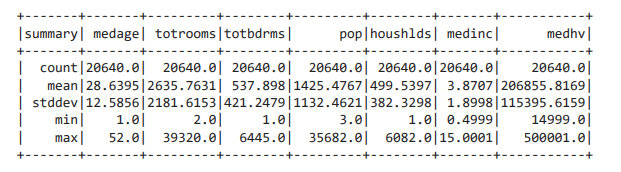 +-------+-------+---------+--------+---------+--------+-------+-----------+
|summary| medage| totrooms|totbdrms|      pop|houshlds| medinc|      medhv|
+-------+-------+---------+--------+---------+--------+-------+-----------+
|  count|20640.0|  20640.0| 20640.0|  20640.0| 20640.0|20640.0|    20640.0|
|   mean|28.6395|2635.7631| 537.898|1425.4767|499.5397| 3.8707|206855.8169|
| stddev|12.5856|2181.6153|421.2479|1132.4621|382.3298| 1.8998|115395.6159|
|    min|    1.0|      2.0|     1.0|      3.0|     1.0| 0.4999|    14999.0|
|    max|   52.0|  39320.0|  6445.0|  35682.0|  6082.0|15.0001|   500001.0|
+-------+-------+---------+--------+---------+--------+-------+-----------+